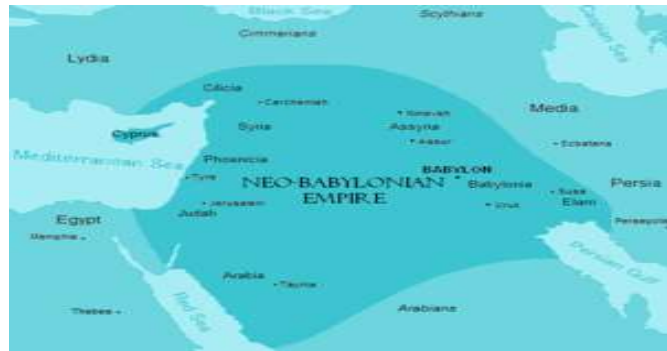 Black Sea
Scythians
Cimmerians
Caspian Sea
Lydia
Cilicia
Carchemish
Nineveh
Media
Cyprus
Syria
Assyria
Assur
Ecbatana
Mediterranean Sea
Phoenicia
BABYLON
Tyre
NEO-BABYLONIAN
EMPIRE
Babylonia
Susa
Persia
Elam
Jerusalem
Uruk
Judah
Egypt
Persepolis
Memphis
Persian Gulf
Arabia
Tayma
Red Sea
Thebes
Arabians